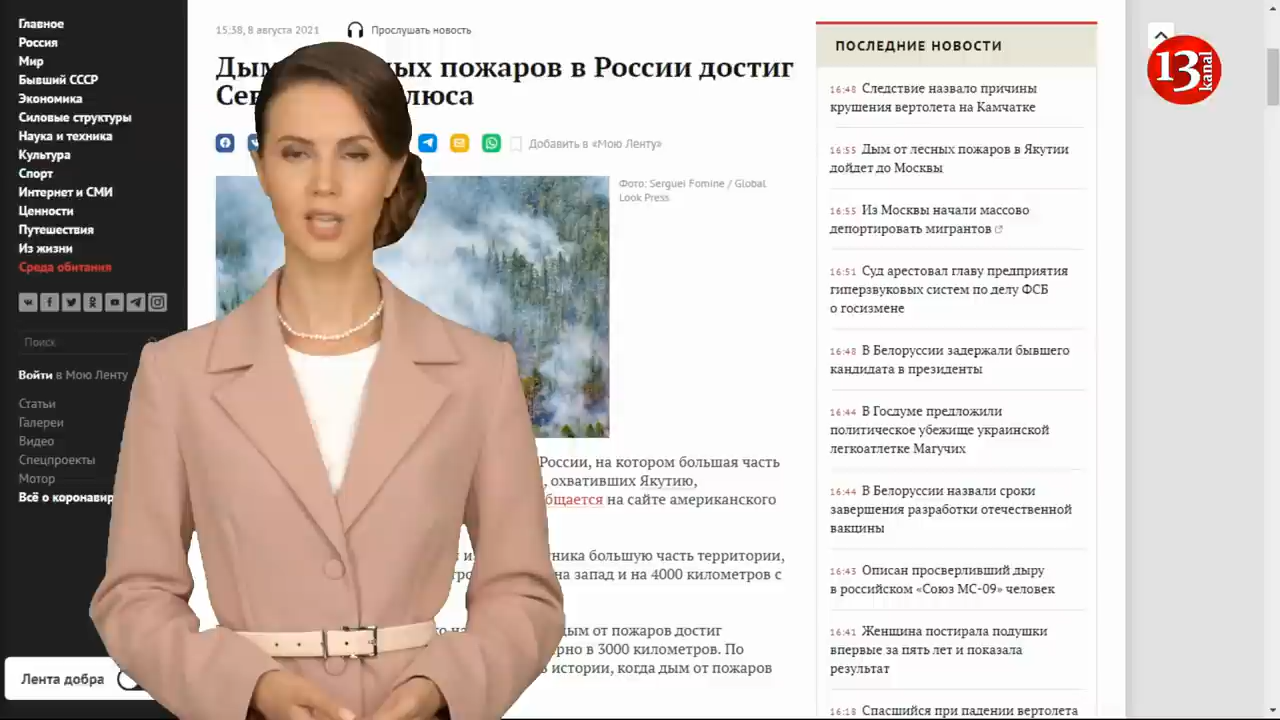 Главное
Россия
Мир
Бывший СССР
Экономика
Силовые структуры
Наука и техника
Культура
Спорт
Интернет и СМИ
Ценности
Путешествия
Из жизни
Среда обитания
Поиск
Войти в Мою Ленту
Статьи
Галереи
Видео
Спецпроекты
Мотор
Всё о коронавир
Лента добра
15:38, 8 августа 2021
Прослушать новость
ых пожаров в России достиг
люса
Добавить в «Мою Ленту»
Фото: Serguei Fomine / Global
Look Press
России, на котором большая часть
, охвативших Якутию,
бщается на сайте американского
большую часть территории,
на запад и на 4000 километров с
дым от пожаров достиг
рно в 3000 километров. По
истории, когда дым от пожаров
ПОСЛЕДНИЕ НОВОСТИ
16:48 Следствие назвало причины
крушения вертолета на Камчатке
16:55 Дым от лесных пожаров в Якутии
дойдет до Москвы
16:55 Из Москвы начали массово
депортировать мигрантов
16:51 Суд арестовал главу предприятия
гиперзвуковых систем по делу ФСБ
о госизмене
16:48 В Белоруссии задержали бывшего
кандидата в президенты
16:44 В Госдуме предложили
политическое убежище украинской
легкоатлетке Магучих
16:44 В Белоруссии назвали сроки
завершения разработки отечественной
вакцины
16:43 Описан просверливший дыру
в российском «Союз МС-09» человек
16:41 Женщина постирала подушки
впервые за пять лет и показала
результат
16:18 Спасшийся при падении вертолета
13 kanal